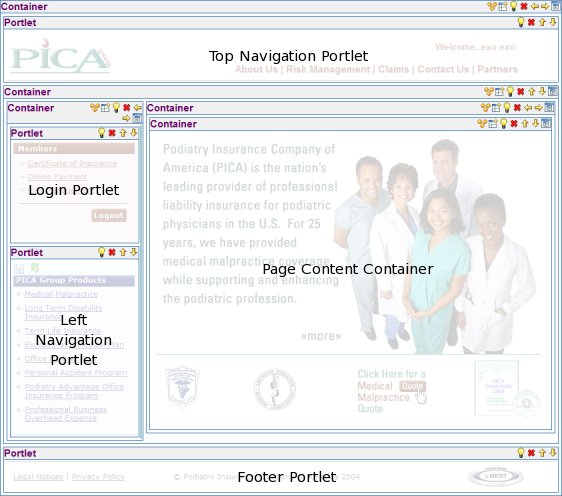 Container
Portlet
PICA
Welcome, exo exo
Top Navigation Portlet
About Us | Risk Management | Claims | Contact Us | Partners
Container
Container
Container
Container
Portlet
Members
Certificate of Insurance
Online Payment
Login Portlet
Logout
Portlet
PICA Group Products
Medical Malpractice
Long Term Disability
Insurance
Left
Term Life Insurance
Navigation
Office
Portlet
Personal Accident Program
Podiatry Advantage Office
Insurance Program
Professional Business
Overhead Expense
Podiatry Insurance Company of
America (PICA) is the nation's
leading provider of professional
liability insurance for podiatric
physicians in the U.S. For 25
years, we have provided
medical malpractice coverage
Page Content Container
while supporting and enhancing
the podiatric profession.
«more»
Click Here for a
Medical Quote
Malpractice
Quote
PICA
2004
Portlet
Legal Notices | Privacy Policy
© Podiatry 2004
Footer Portlet
BEST